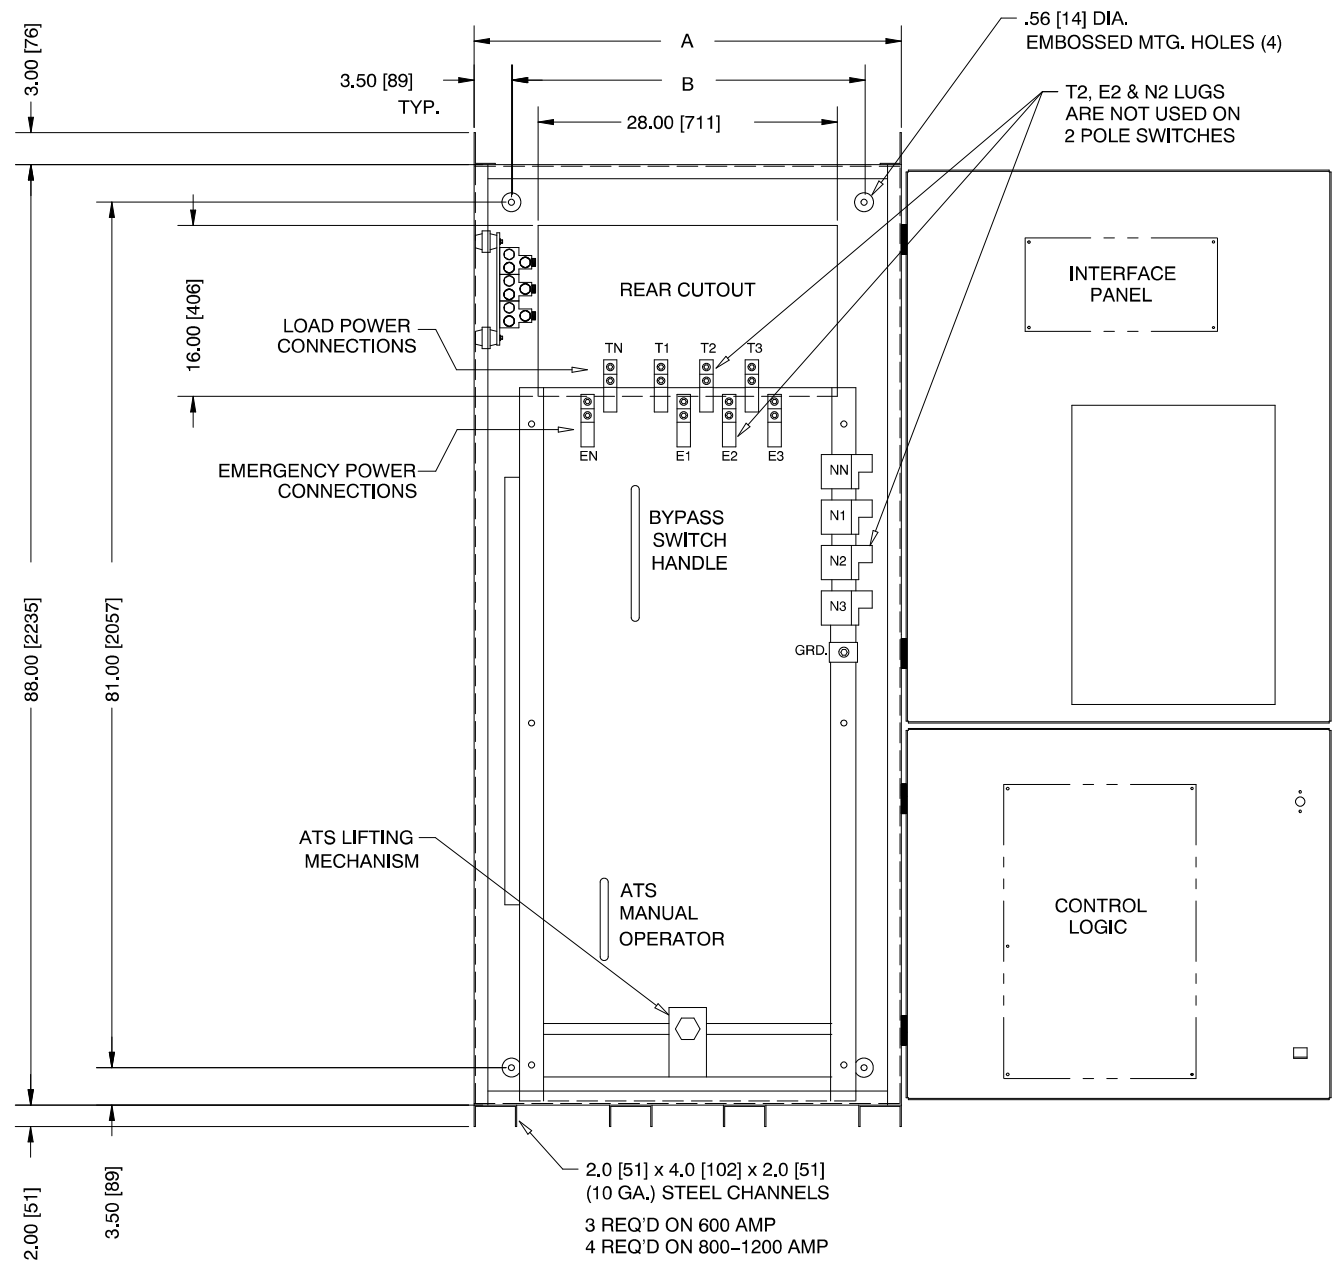 .56 [14] DIA.
EMBOSSED MTG. HOLES (4)
3.00 [76]
A
3.50 [89]
TYP.
B
T2, E2 & N2 LUGS
ARE NOT USED ON
2 POLE SWITCHES
28.00 [711]
16.00 [406]
REAR CUTOUT
INTERFACE
PANEL
LOAD POWER
CONNECTIONS
TN
T1
T2
T3
EMERGENCY POWER
CONNECTIONS
EN
E1
E2
E3
NN
N1
N2
N3
GRD.
BYPASS
SWITCH
HANDLE
88.00 [2235]
81.00 [2057]
ATS LIFTING
MECHANISM
ATS
MANUAL
OPERATOR
CONTROL
LOGIC
2.00 [51]
3.50 [89]
2.0 [51] x 4.0 [102] x 2.0 [51]
(10 GA.) STEEL CHANNELS
3 REQ'D ON 600 AMP
4 REQ'D ON 800–1200 AMP